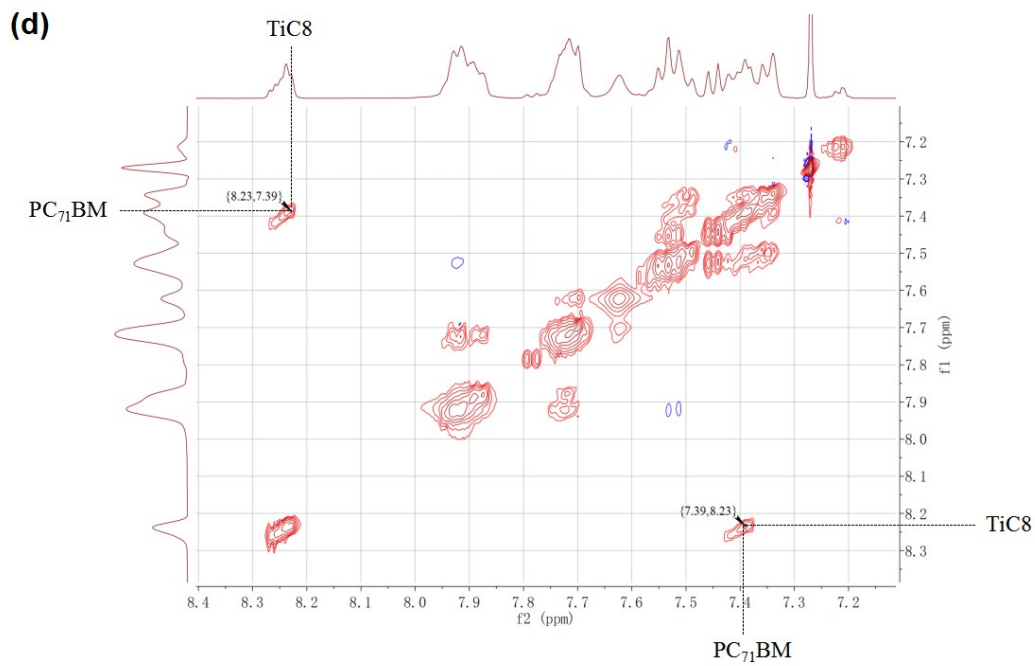 (d)
TiC8
7.2
7.3
{8.23,7.39}
PC₇₁BM
7.4
7.5
7.6
7.7
7.8
f1 (ppm)
7.9
8.0
8.1
{7.39,8.23}
8.2
TiC8
8.3
8.4 8.3 8.2 8.1 8.0 7.9 7.8 7.7 7.6 7.5 7.4 7.3 7.2
f2 (ppm)
PC₇₁BM